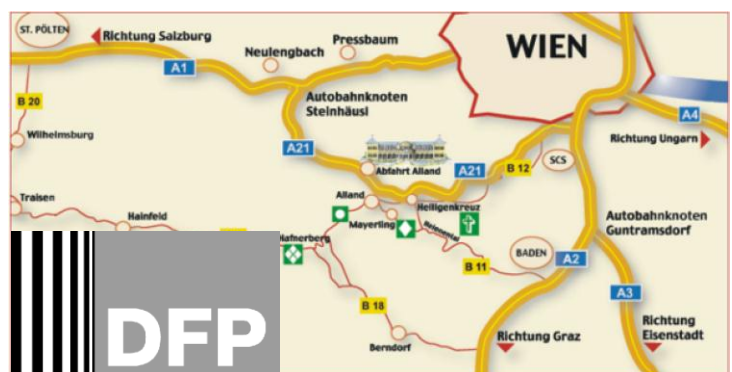 ST. PÖLTEN
Richtung Salzburg
Neulengbach
Pressbaum
WIEN
A1
B 20
Autobahnknoten
Steinhäusl
A4
Richtung Ungarn
Wilhelmsburg
A21
Abfahrt Alland
A21
B 12
SCS
Traisen
Hainfeld
Alland
Heiligenkreuz
Mayerling
Helenental
Autobahnknoten
Guntramsdorf
Hafnerberg
BADEN
B 11
A2
A3
B 18
DFP
Berndorf
Richtung Graz
Richtung
Eisenstadt